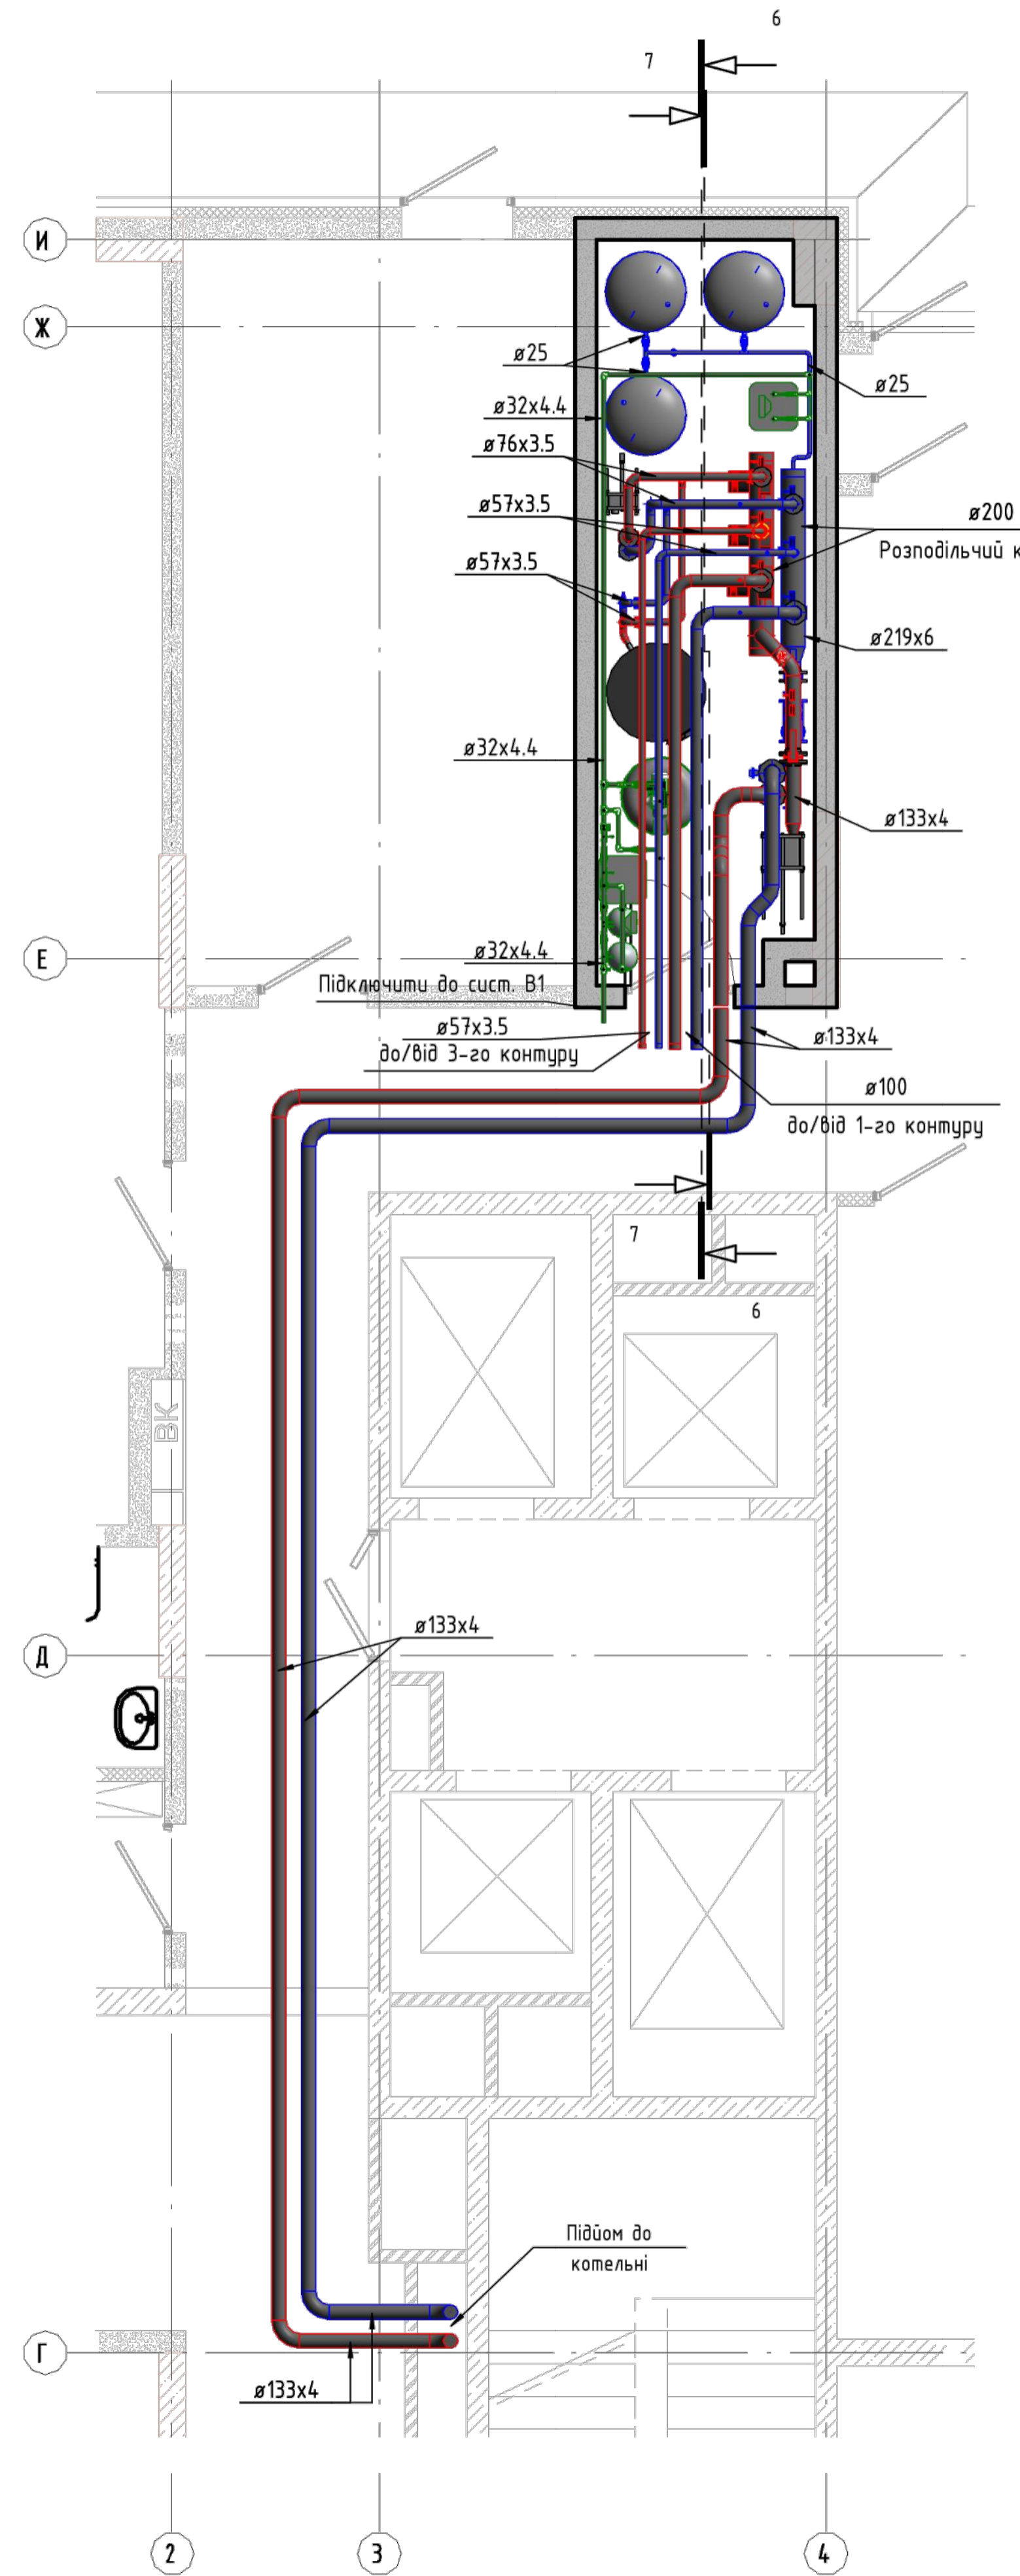 6
7
И
Ж
ø25
ø25
ø32x4.4
ø76x3.5
ø57x3.5
ø200
Розподільчий
ø57x3.5
ø219x6
ø32x4.4
ø133x4
Е
ø32x4.4
Підключити до сист. В1
ø57x3.5
до/від 3-го контуру
ø133x4
ø100
до/від 1-го контуру
7
6
ВК
ø133x4
Д
Підйом до
котельні
Г
ø133x4
2
3
4